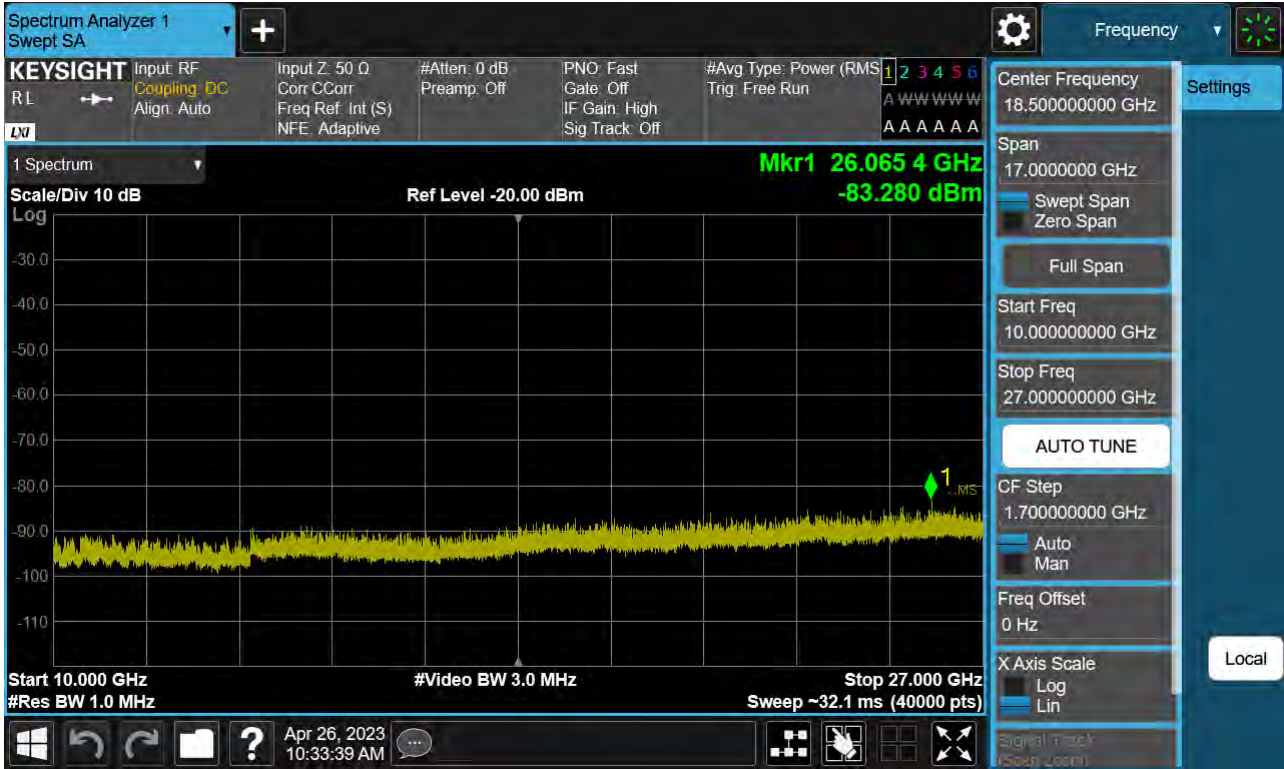 Spectrum Analyzer 1
Swept SA
Frequency
KEYSIGHT
RL
LXI
Input: RF
Coupling: DC
Align: Auto
Input Z: 50 Ω
Corr CCorr
Freq Ref: Int (S)
NFE: Adaptive
#Atten: 0 dB
Preamp: Off
PNO: Fast
Gate: Off
IF Gain: High
Sig Track: Off
#Avg Type: Power (RMS
Trig: Free Run
1 2 3 4 5 6
A W W W W W
A A A A A A
1 Spectrum
Scale/Div 10 dB
Log
Ref Level -20.00 dBm
Mkr1 26.065 4 GHz
-83.280 dBm
-30.0
-40.0
-50.0
-60.0
-70.0
-80.0
-90.0
-100
-110
1
Start 10.000 GHz
#Res BW 1.0 MHz
#Video BW 3.0 MHz
Stop 27.000 GHz
Sweep ~32.1 ms (40000 pts)
Center Frequency
18.500000000 GHz
Span
17.0000000 GHz
Swept Span
Zero Span
Full Span
Start Freq
10.000000000 GHz
Stop Freq
27.000000000 GHz
AUTO TUNE
CF Step
1.700000000 GHz
Auto
Man
Freq Offset
0 Hz
X Axis Scale
Log
Lin
Signal Track
(Span Zoom)
Settings
Local
?
Apr 26, 2023
10:33:39 AM